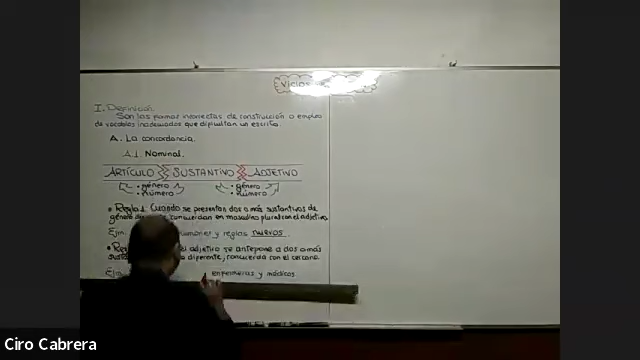 Vicios
I. Definición.
Son las formas incorrectas de construcción o empleo
de vocablos inadecuados que dificultan un escrito.
A. La concordancia.
A.1. Nominal.
ARTÍCULO SUSTANTIVO ADJETIVO
• género • género
• número • número
• Regla 1. Cuando se presentan dos o más sustantivos de
género concuerdan en masculino plural con el adjetivo.
Ejm. y reglas nuevos.
• el adjetivo se antepone a dos o más
diferente, concuerda con el cercano.
Ejm. enfermeras y médicos.
Ciro Cabrera